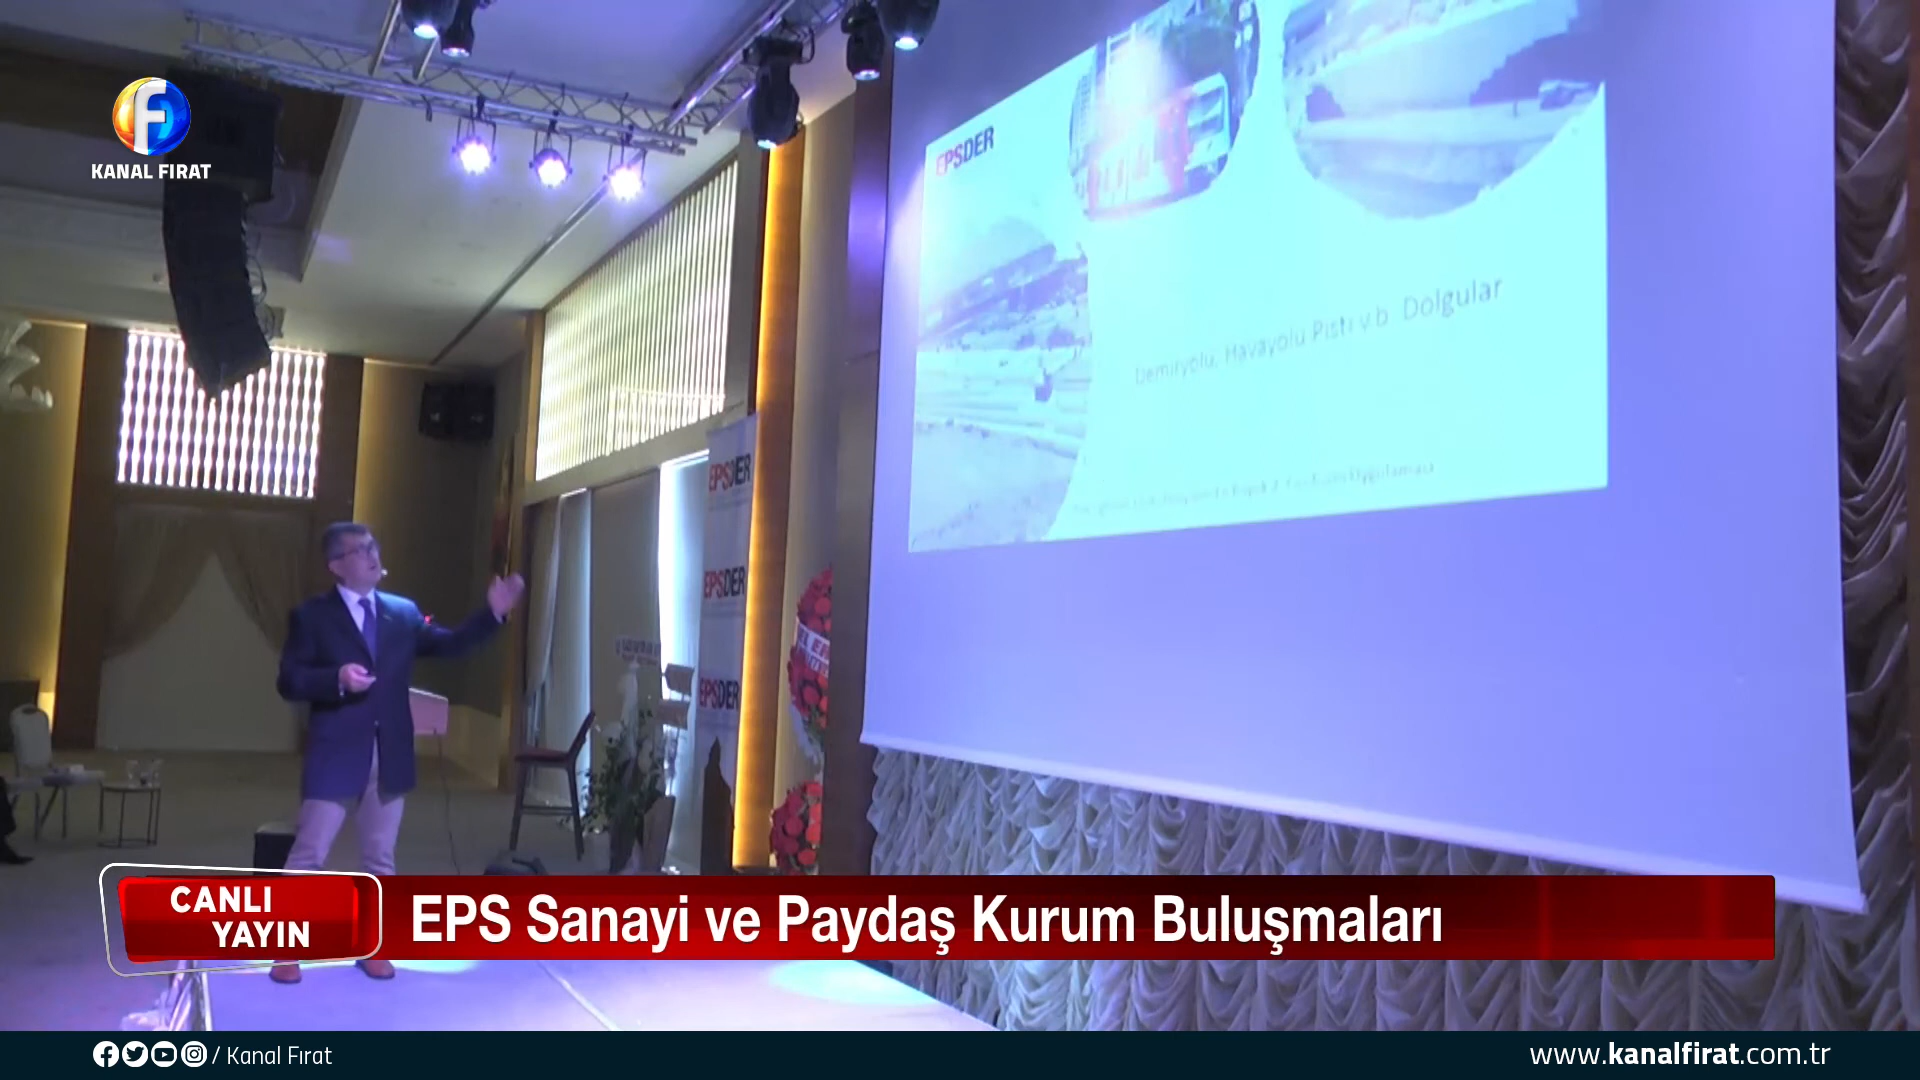 KANAL FIRAT
EPSDER
Demiryolu, Havayolu Pisti v.b Dolgular
EPSDER
EPSDER
EPSDER
CANLI
YAYIN
EPS Sanayi ve Paydaş Kurum Buluşmaları
/ Kanal Fırat
www.kanalfirat.com.tr